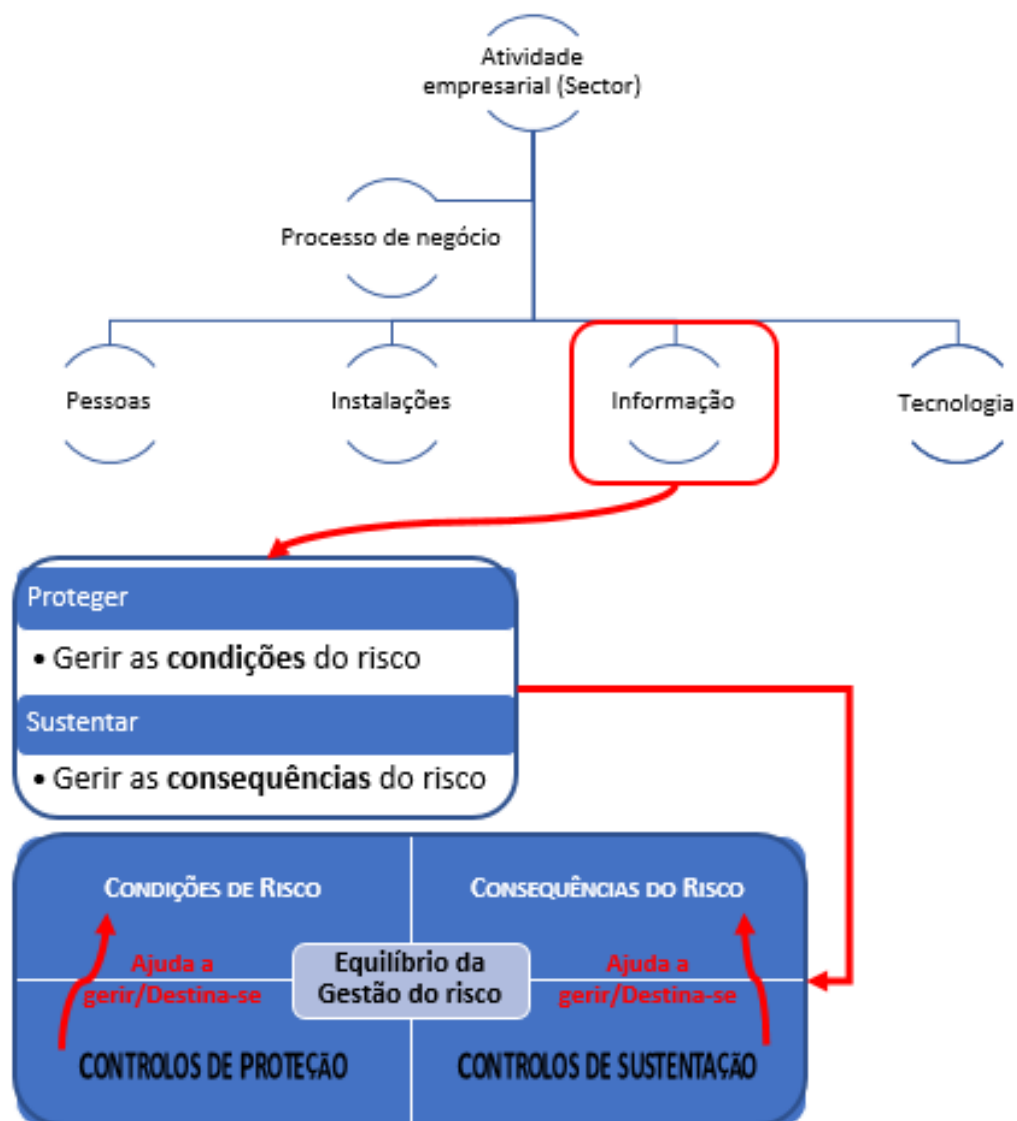 Atividade
empresarial (Sector)
Processo de negócio
Pessoas
Instalações
Informação
Tecnologia
Proteger
• Gerir as condições do risco
Sustentar
• Gerir as consequências do risco
CONDIÇÕES DE RISCO
CONSEQUÊNCIAS DO RISCO
Ajuda a
gerir/Destina-se
Equilíbrio da
Gestão do risco
Ajuda a
gerir/Destina-se
CONTROLOS DE PROTEÇÃO
CONTROLOS DE SUSTENTAÇÃO